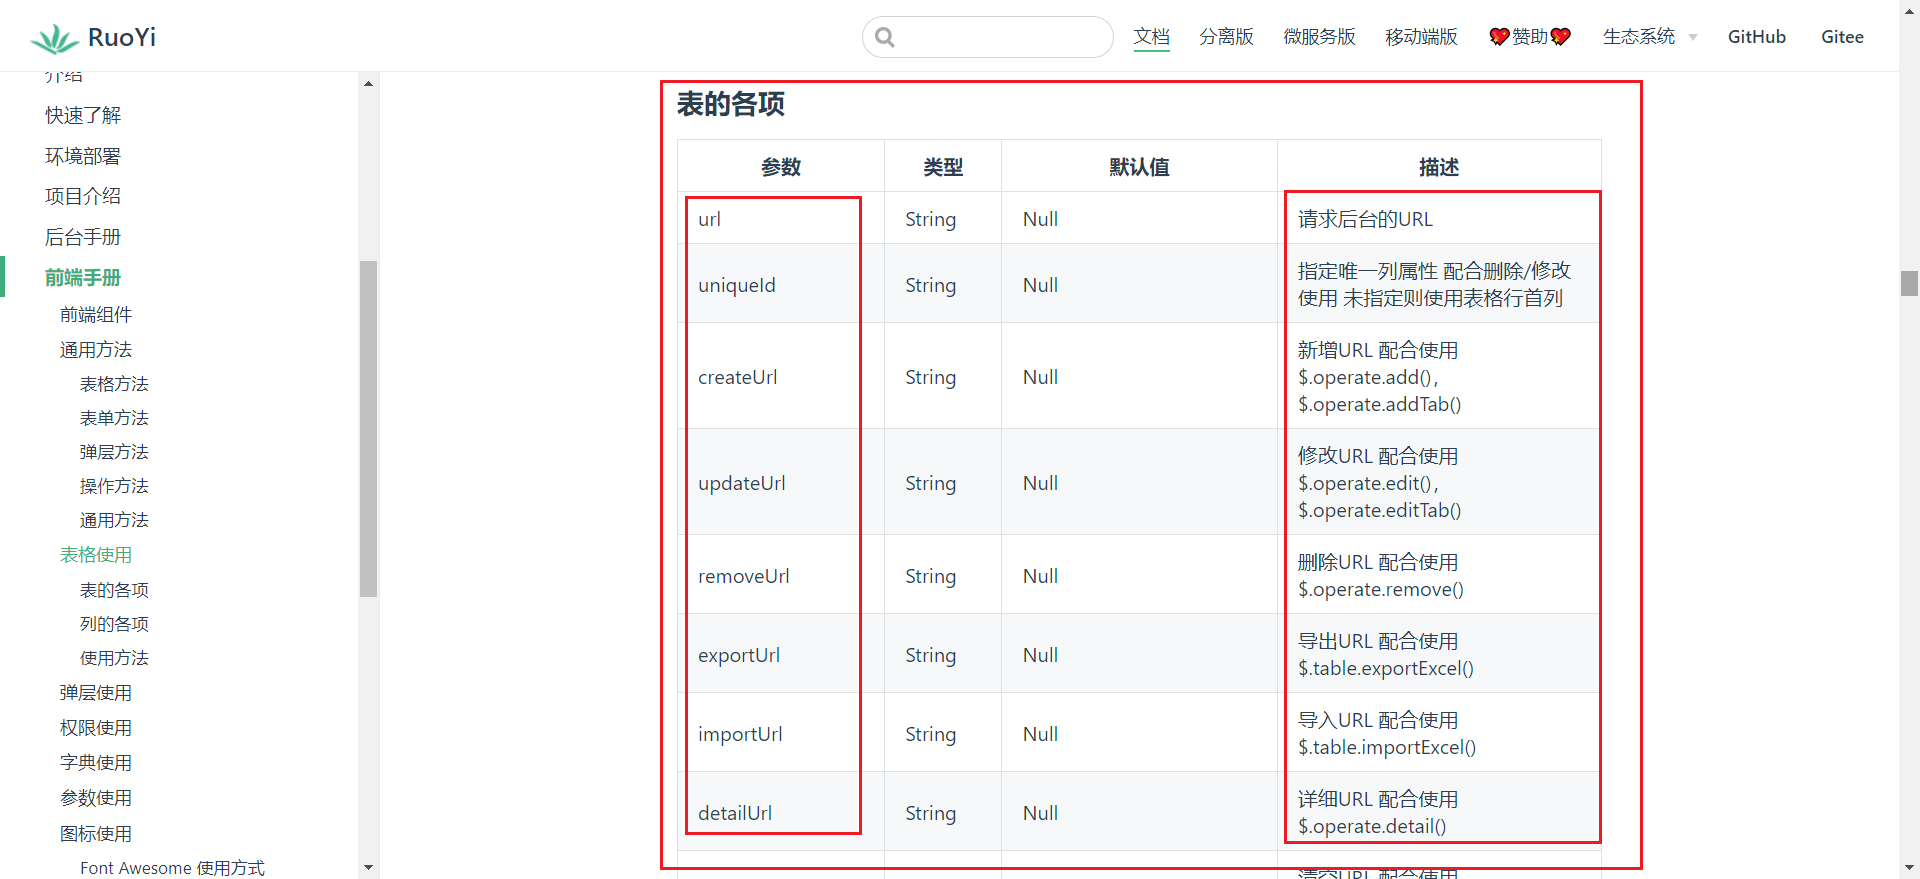 RuoYi
文档
分离版
微服务版
移动端版
赞助
生态系统
GitHub
Gitee
介绍
快速了解
环境部署
项目介绍
后台手册
前端手册
前端组件
通用方法
表格方法
表单方法
弹层方法
操作方法
通用方法
表格使用
表的各项
列的各项
使用方法
弹层使用
权限使用
字典使用
参数使用
图标使用
Font Awesome 使用方式
表的各项
参数 类型 默认值 描述
url String Null 请求后台的URL
uniqueId String Null 指定唯一列属性 配合删除/修改
使用 未指定则使用表格行首列
createUrl String Null 新增URL 配合使用
$.operate.add(),
$.operate.addTab()
updateUrl String Null 修改URL 配合使用
$.operate.edit(),
$.operate.editTab()
removeUrl String Null 删除URL 配合使用
$.operate.remove()
exportUrl String Null 导出URL 配合使用
$.table.exportExcel()
importUrl String Null 导入URL 配合使用
$.table.importExcel()
detailUrl String Null 详细URL 配合使用
$.operate.detail()
清空URL 配合使用